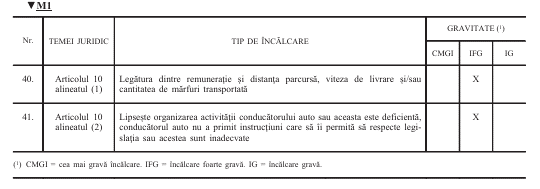 ▼M1
GRAVITATE (¹)
Nr. TEMEI JURIDIC TIP DE ÎNCĂLCARE
CMGI IFG IG
40. Articolul 10 Legătura dintre remunerație și distanța parcursă, viteza de livrare și/sau X
alineatul (1) cantitatea de mărfuri transportată
41. Articolul 10 Lipsește organizarea activității conducătorului auto sau aceasta este deficientă, X
alineatul (2) conducătorul auto nu a primit instrucțiuni care să îi permită să respecte legi-
slația sau acestea sunt inadecvate
(¹) CMGI = cea mai gravă încălcare. IFG = încălcare foarte gravă. IG = încălcare gravă.